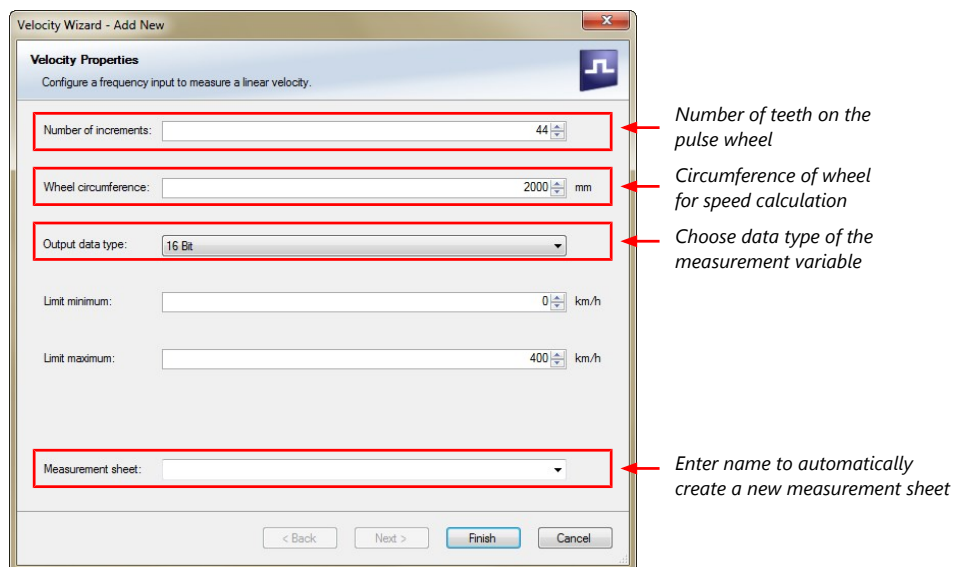 Velocity Wizard - Add New
Velocity Properties
Configure a frequency input to measure a linear velocity.
Number of increments: 44
Number of teeth on the
pulse wheel
Wheel circumference: 2000 mm
Circumference of wheel
for speed calculation
Output data type: 16 Bit
Choose data type of the
measurement variable
Limit minimum: 0 km/h
Limit maximum: 400 km/h
Measurement sheet:
Enter name to automatically
create a new measurement sheet
< Back Next > Finish Cancel